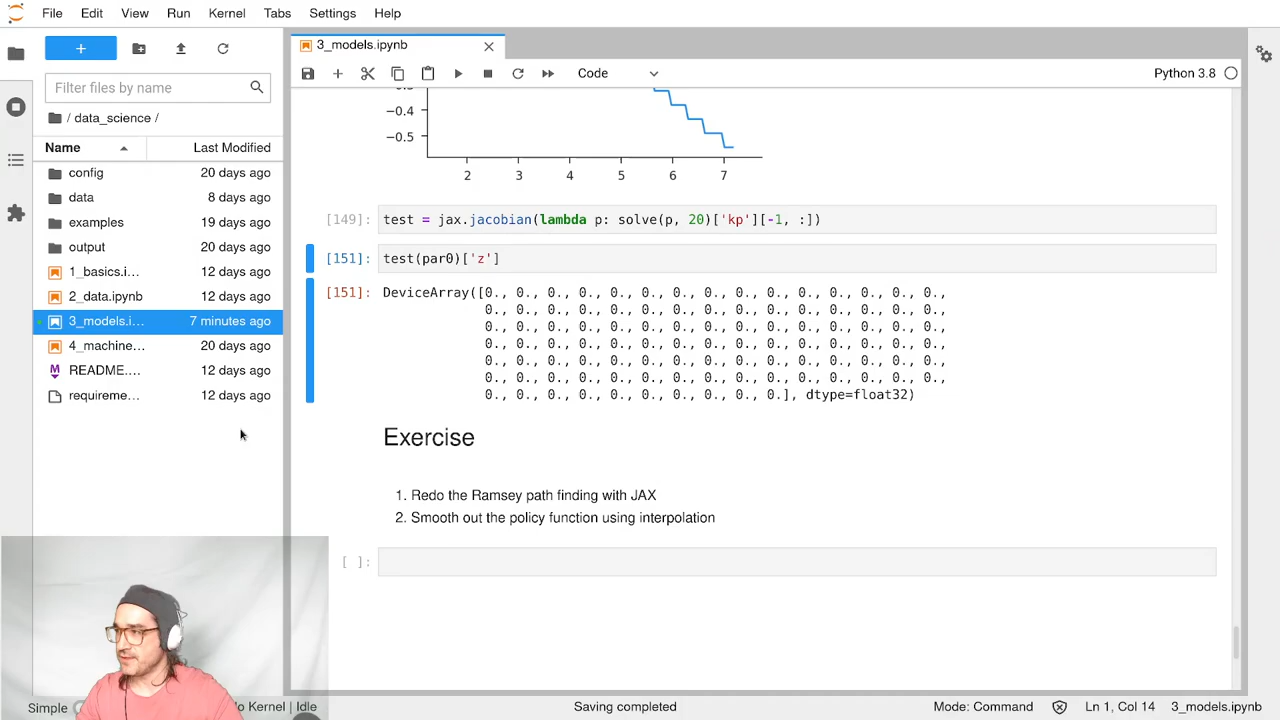 File Edit View Run Kernel Tabs Settings Help
3_models.ipynb
Filter files by name
Code
Python 3.8
/ data_science /
Name Last Modified
config 20 days ago
data 8 days ago
examples 19 days ago
output 20 days ago
1_basics.i... 12 days ago
2_data.ipynb 12 days ago
3_models.i... 7 minutes ago
4_machine... 20 days ago
README.... 12 days ago
requireme... 12 days ago
−0.4
−0.5
2 3 4 5 6 7
[149]: test = jax.jacobian(lambda p: solve(p, 20)['kp'][-1, :])
[151]: test(par0)['z']
[151]: DeviceArray([0., 0., 0., 0., 0., 0., 0., 0., 0., 0., 0., 0., 0., 0., 0.,
0., 0., 0., 0., 0., 0., 0., 0., 0., 0., 0., 0., 0., 0., 0.,
0., 0., 0., 0., 0., 0., 0., 0., 0., 0., 0., 0., 0., 0., 0.,
0., 0., 0., 0., 0., 0., 0., 0., 0., 0., 0., 0., 0., 0., 0.,
0., 0., 0., 0., 0., 0., 0., 0., 0., 0., 0., 0., 0., 0., 0.,
0., 0., 0., 0., 0., 0., 0., 0., 0., 0., 0., 0., 0., 0., 0.,
0., 0., 0., 0., 0., 0., 0., 0., 0., 0.], dtype=float32)
Exercise
1. Redo the Ramsey path finding with JAX
2. Smooth out the policy function using interpolation
[ ]:
Simple Kernel | Idle Saving completed Mode: Command Ln 1, Col 14 3_models.ipynb